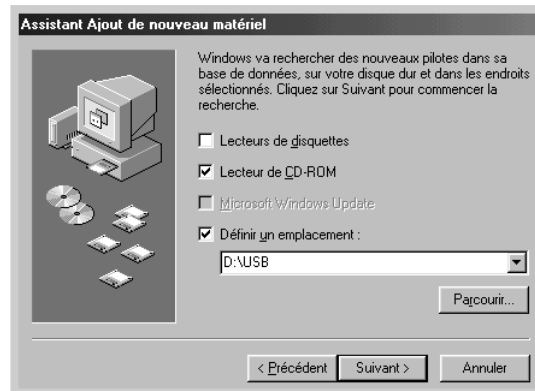 Assistant Ajout de nouveau matériel
Windows va rechercher des nouveaux pilotes dans sa
base de données, sur votre disque dur et dans les endroits
sélectionnés. Cliquez sur Suivant pour commencer la
recherche.
Lecteurs de disquettes
Lecteur de CD-ROM
Microsoft Windows Update
Définir un emplacement :
D:\USB
Parcourir...
< Précédent
Suivant >
Annuler